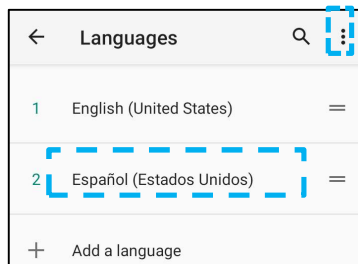 Languages
1 English (United States)
2 Español (Estados Unidos)
Add a language